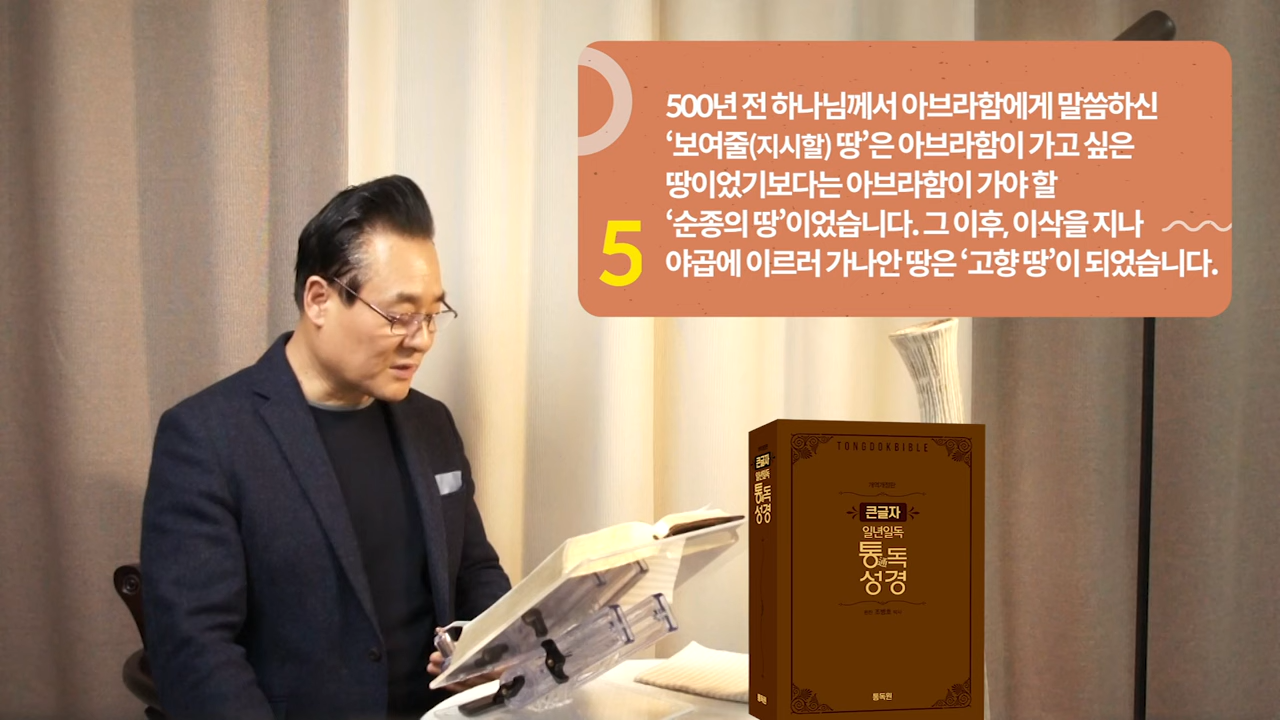 500년 전 하나님께서 아브라함에게 말씀하신
‘보여줄(지시할) 땅’은 아브라함이 가고 싶은
땅이었기보다는 아브라함이 가야 할
‘순종의 땅’이었습니다. 그 이후, 이삭을 지나
5 야곱에 이르러 가나안 땅은 ‘고향 땅’이 되었습니다.
TONGDOKBIBLE
개역개정판
큰글자
일년일독
통독
성경
통독원
큰글자
일년일독
통독
성경